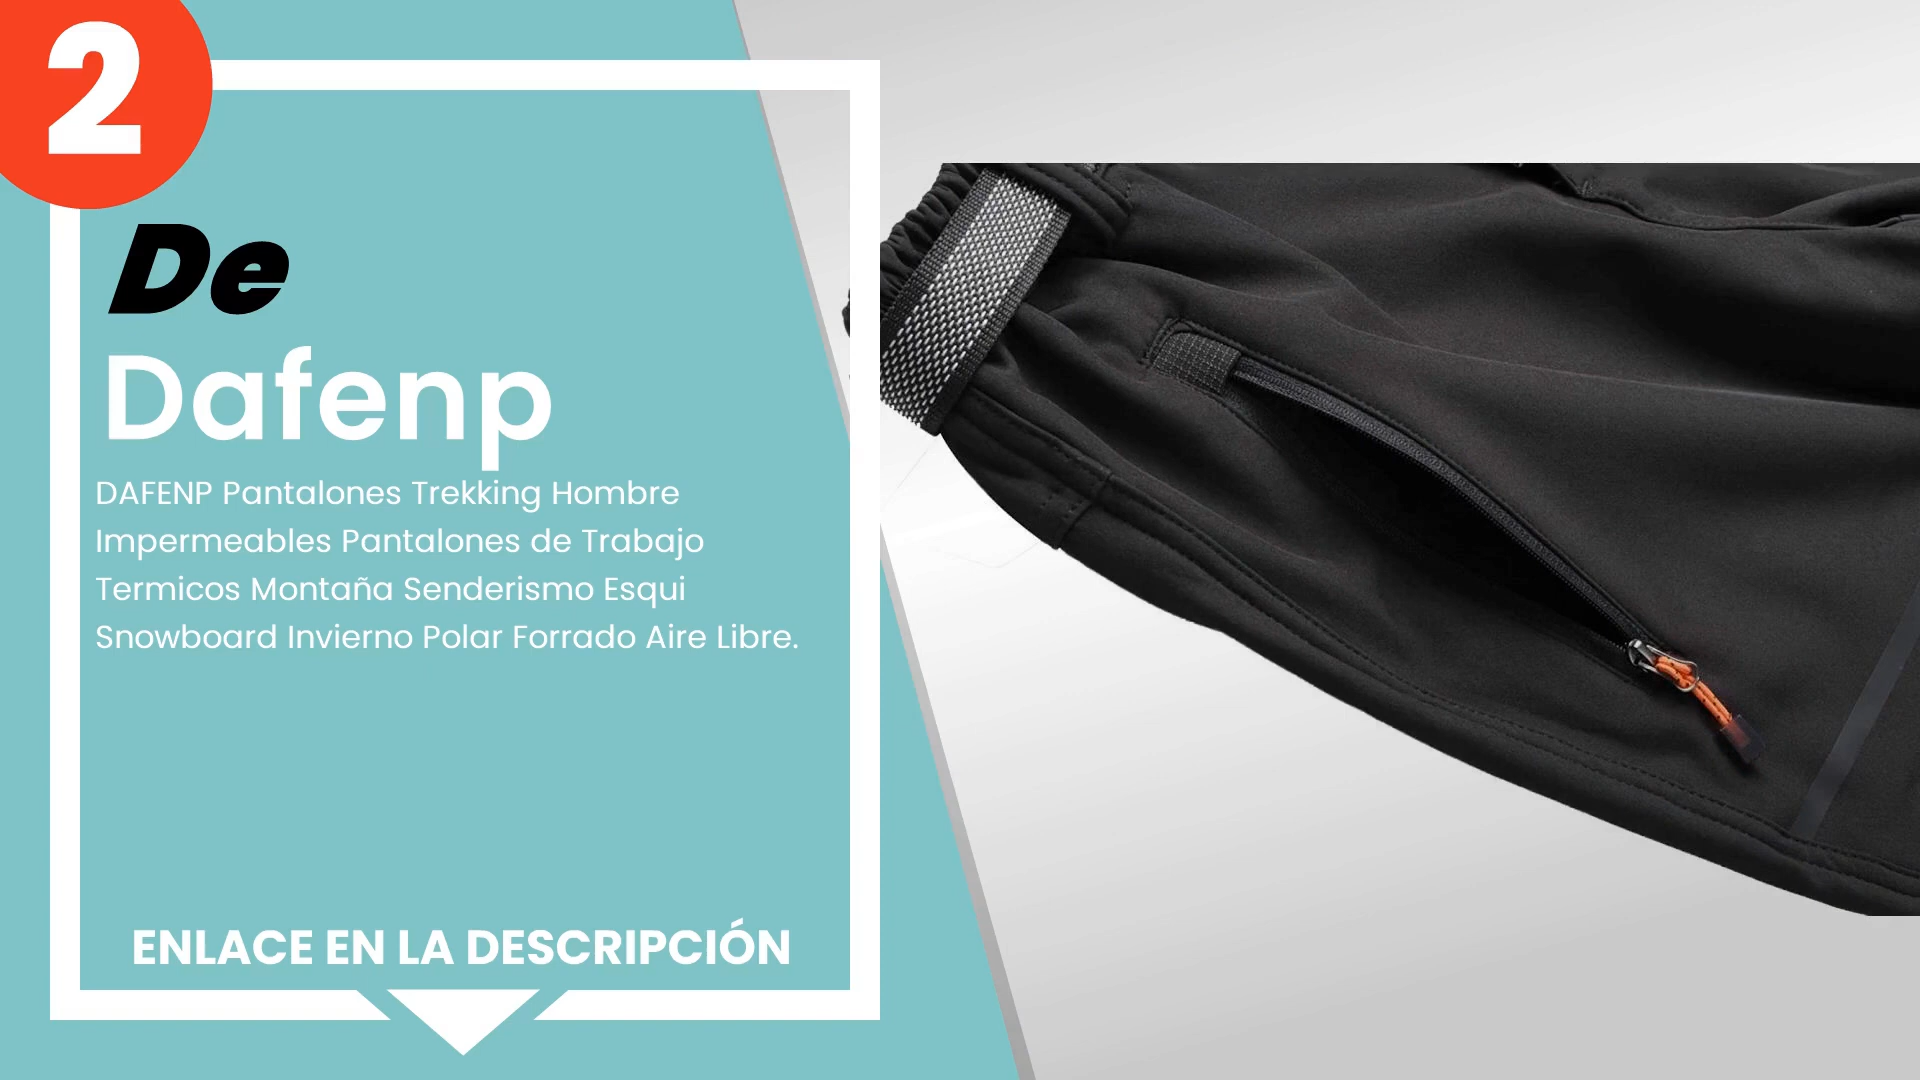 2
De
Dafenp
DAFENP Pantalones Trekking Hombre
Impermeables Pantalones de Trabajo
Termicos Montaña Senderismo Esqui
Snowboard Invierno Polar Forrado Aire Libre.
ENLACE EN LA DESCRIPCIÓN